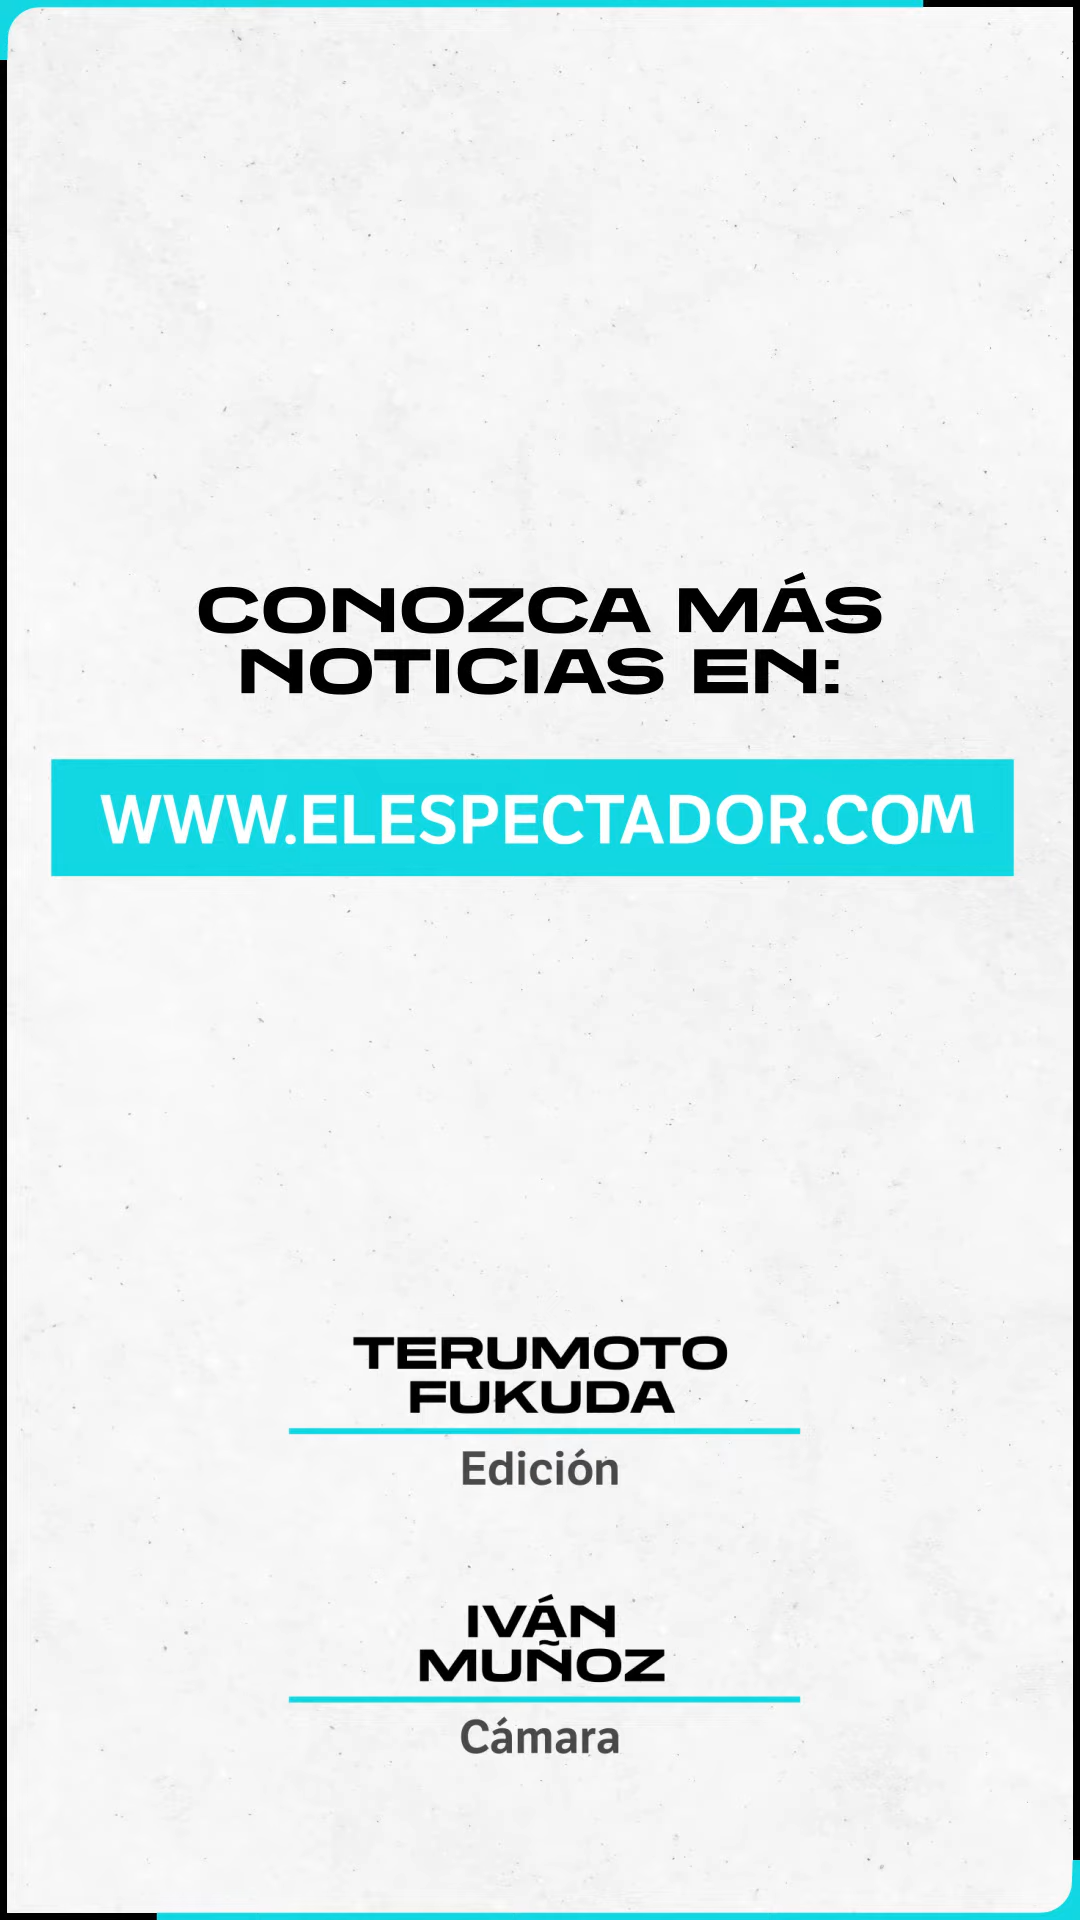 CONOZCA MÁS
NOTICIAS EN:
WWW.ELESPECTADOR.COM
TERUMOTO
FUKUDA
Edición
IVÁN
MUÑOZ
Cámara